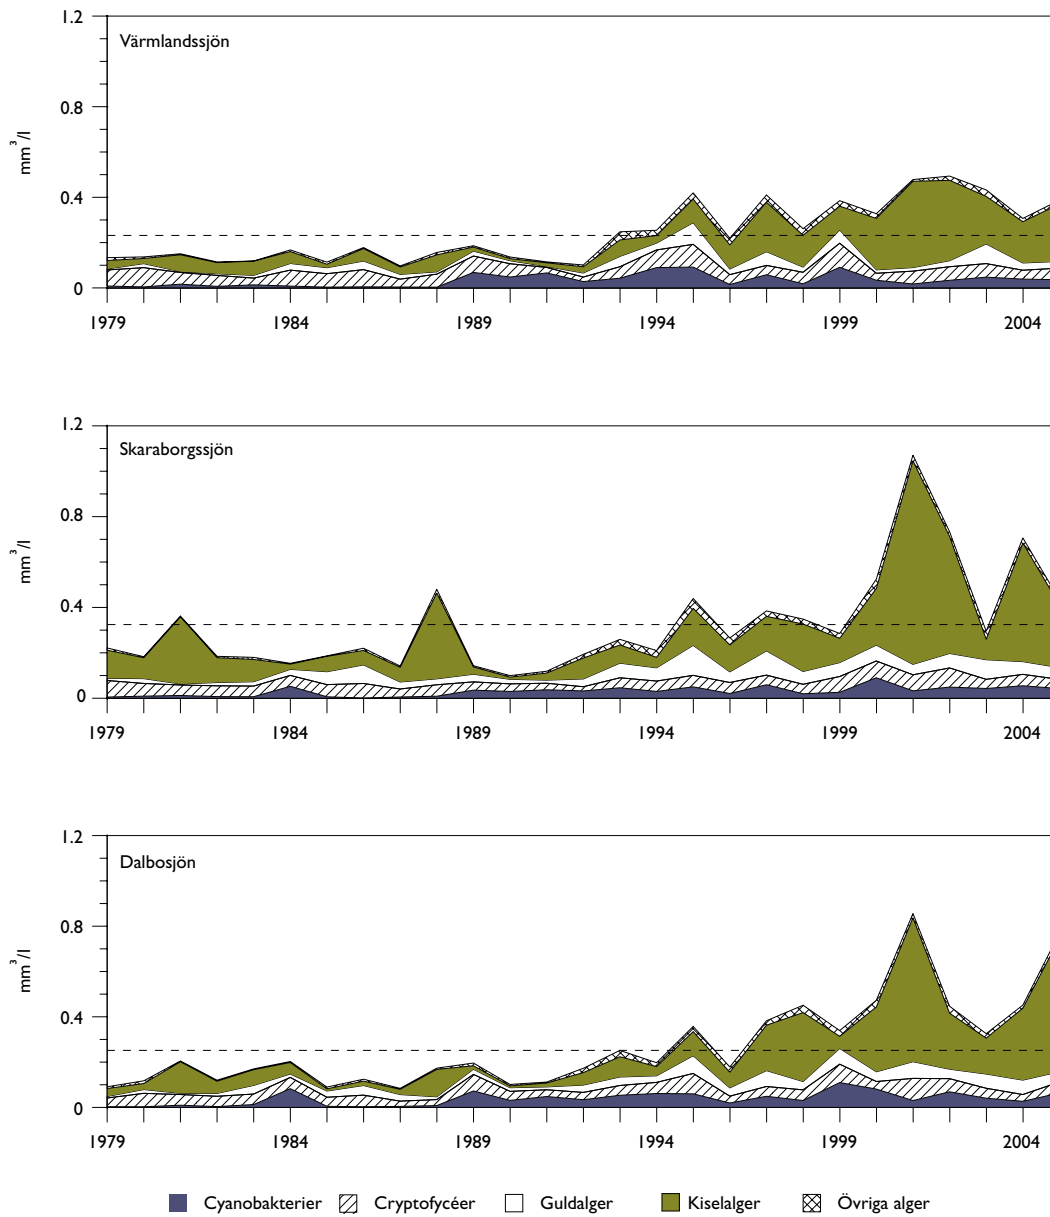 1.2
Värmlandssjön
0.8
mm³/l
0.4
0
1979 1984 1989 1994 1999 2004
1.2
Skaraborgssjön
0.8
mm³/l
0.4
0
1979 1984 1989 1994 1999 2004
1.2
Dalbosjön
0.8
mm³/l
0.4
0
1979 1984 1989 1994 1999 2004
Cyanobakterier Cryptofycéer Guldalger Kiselalger Övriga alger